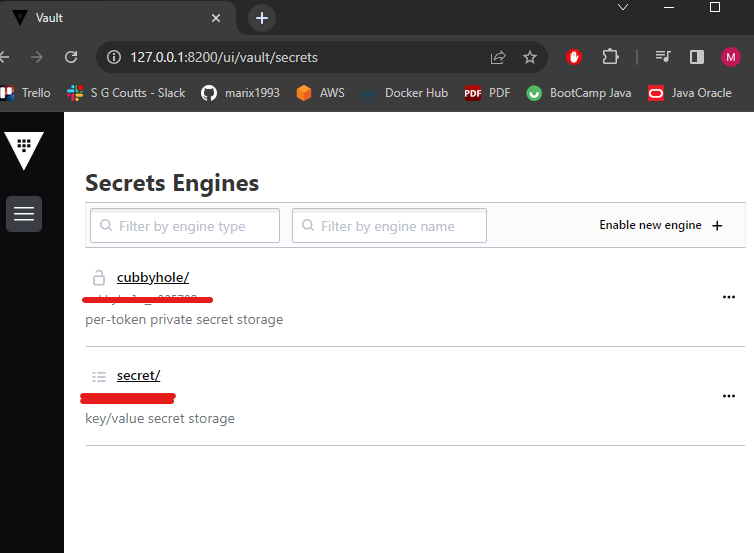 Vault
127.0.0.1:8200/ui/vault/secrets
M
Trello S G Coutts - Slack marix1993 AWS Docker Hub PDF PDF BootCamp Java Java Oracle
Secrets Engines
Filter by engine type Filter by engine name Enable new engine
cubbyhole/
per-token private secret storage
secret/
key/value secret storage